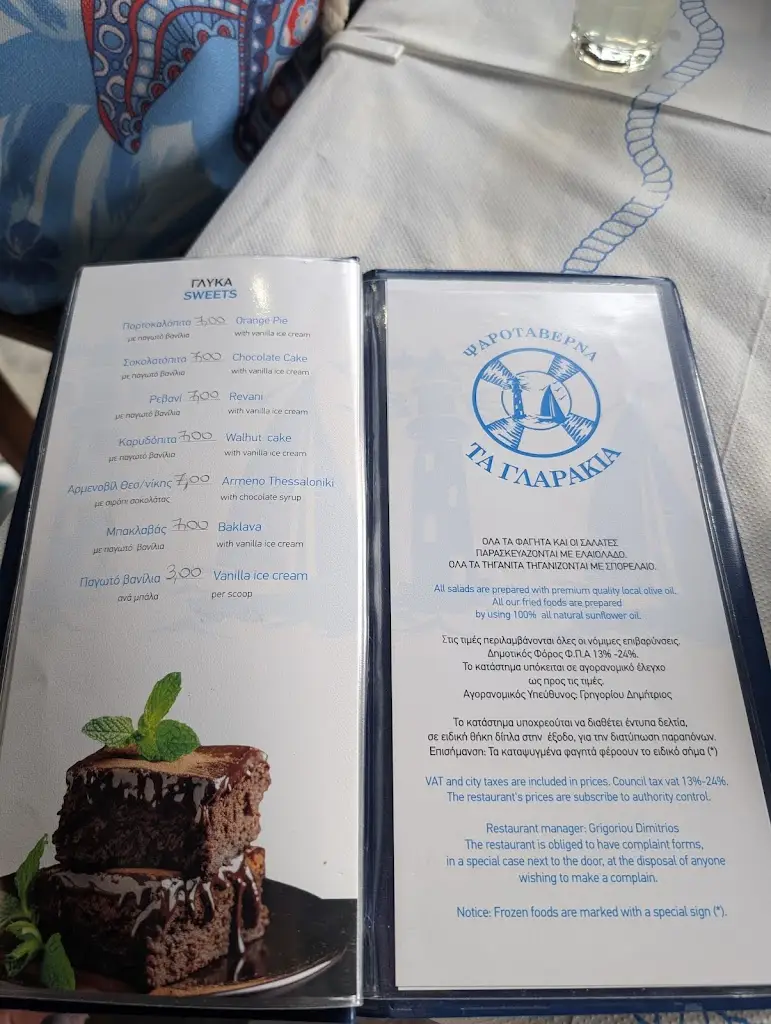 ΓΛΥΚΑ
SWEETS
Πορτοκαλόπιτα 7,00 Orange Pie
με παγωτό βανίλια with vanilla ice cream
Σοκολατόπιτα 7,00 Chocolate Cake
με παγωτό βανίλια with vanilla ice cream
Ρεβανί 7,00 Revani
με παγωτό βανίλια with vanilla ice cream
Καρυδόπιτα 7,00 Walnut cake
με παγωτό βανίλια with vanilla ice cream
Αρμενοβίλ Θεσ/νίκης 7,00 Armeno Thessaloniki
με σιρόπι σοκολάτας with chocolate syrup
Μπακλαβάς 7,00 Baklava
με παγωτό βανίλια with vanilla ice cream
Παγωτό βανίλια 3,00 Vanilla ice cream
ανά μπάλα per scoop
ΨΑΡΟΤΑΒΕΡΝΑ
ΤΑ ΓΛΑΡΑΚΙΑ
ΟΛΑ ΤΑ ΦΑΓΗΤΑ ΚΑΙ ΟΙ ΣΑΛΑΤΕΣ
ΠΑΡΑΣΚΕΥΑΖΟΝΤΑΙ ΜΕ ΕΛΑΙΟΛΑΔΟ.
ΟΛΑ ΤΑ ΤΗΓΑΝΙΤΑ ΤΗΓΑΝΙΖΟΝΤΑΙ ΜΕ ΣΠΟΡΕΛΑΙΟ.
All salads are prepared with premium quality local olive oil.
All our fried foods are prepared
by using 100% all natural sunflower oil.
Στις τιμές περιλαμβάνονται όλες οι νόμιμες επιβαρύνσεις.
Δημοτικός Φόρος Φ.Π.Α 13% -24%.
Το κατάστημα υπόκειται σε αγορανομικό έλεγχο
ως προς τις τιμές.
Αγορανομικός Υπεύθυνος: Γρηγορίου Δημήτριος
Το κατάστημα υποχρεούται να διαθέτει έντυπα δελτία,
σε ειδική θήκη δίπλα στην έξοδο, για την διατύπωση παραπόνων.
Επισήμανση: Τα καταψυγμένα φαγητά φέροουν το ειδικό σήμα (*)
VAT and city taxes are included in prices. Council tax vat 13%-24%.
The restaurant's prices are subscribe to authority control.
Restaurant manager: Grigoriou Dimitrios
The restaurant is obliged to have complaint forms,
in a special case next to the door, at the disposal of anyone
wishing to make a complain.
Notice: Frozen foods are marked with a special sign (*).